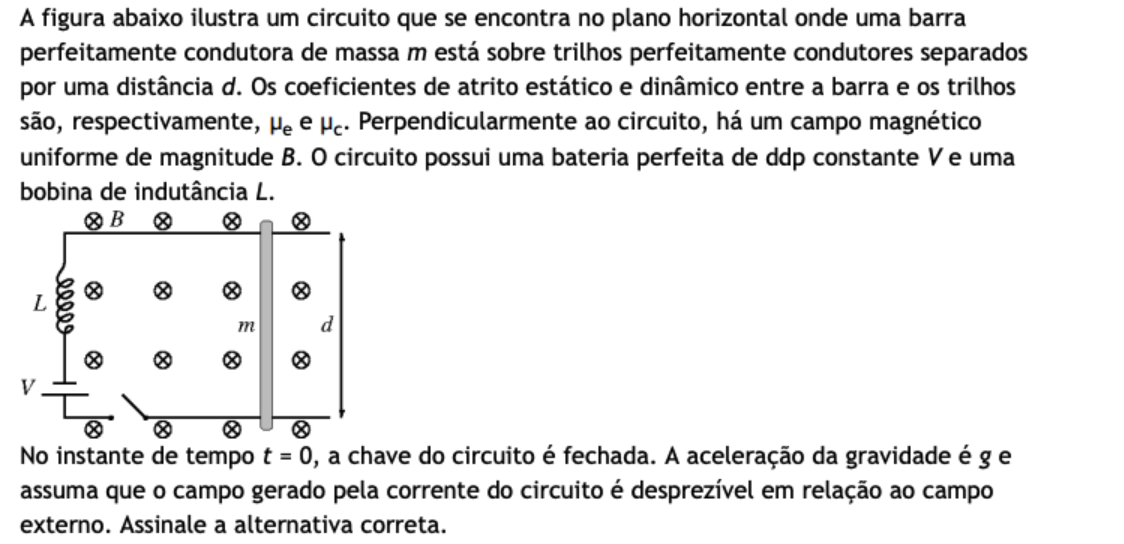 A figura abaixo ilustra um circuito que se encontra no plano horizontal onde uma barra
perfeitamente condutora de massa m está sobre trilhos perfeitamente condutores separados
por uma distância d. Os coeficientes de atrito estático e dinâmico entre a barra e os trilhos
são, respectivamente, μe e μc. Perpendicularmente ao circuito, há um campo magnético
uniforme de magnitude B. O circuito possui uma bateria perfeita de ddp constante V e uma
bobina de indutância L.
B
L
m
d
V
No instante de tempo t = 0, a chave do circuito é fechada. A aceleração da gravidade é g e
assuma que o campo gerado pela corrente do circuito é desprezível em relação ao campo
externo. Assinale a alternativa correta.